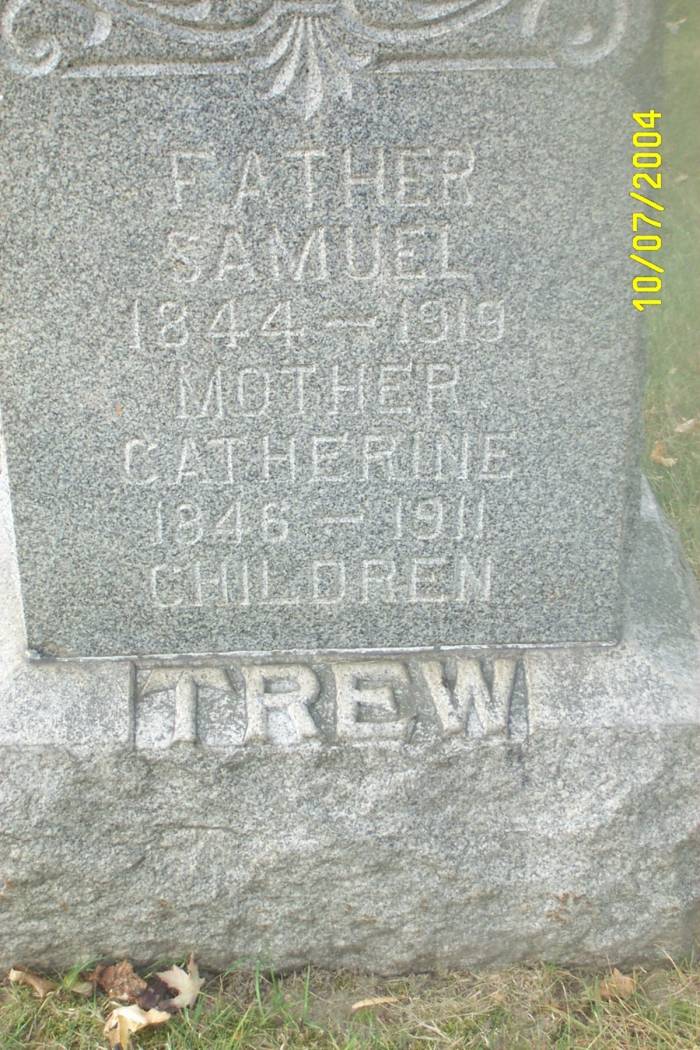 FATHER
SAMUEL
1844 – 1919
MOTHER
CATHERINE
1846 – 1911
CHILDREN
TREW
10/07/2004